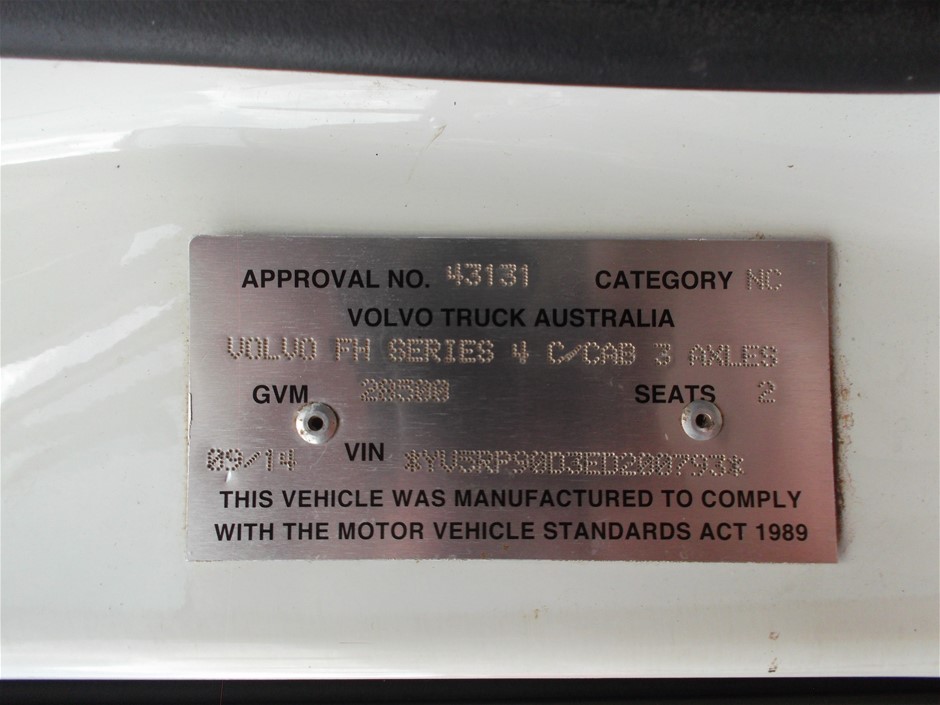 APPROVAL NO. 43131 CATEGORY NC
VOLVO TRUCK AUSTRALIA
VOLVO FH SERIES 4 C/CAB 3 AXLES
GVM 28500 SEATS 2
09/14 VIN *YV5RP90D3ED200793*
THIS VEHICLE WAS MANUFACTURED TO COMPLY
WITH THE MOTOR VEHICLE STANDARDS ACT 1989